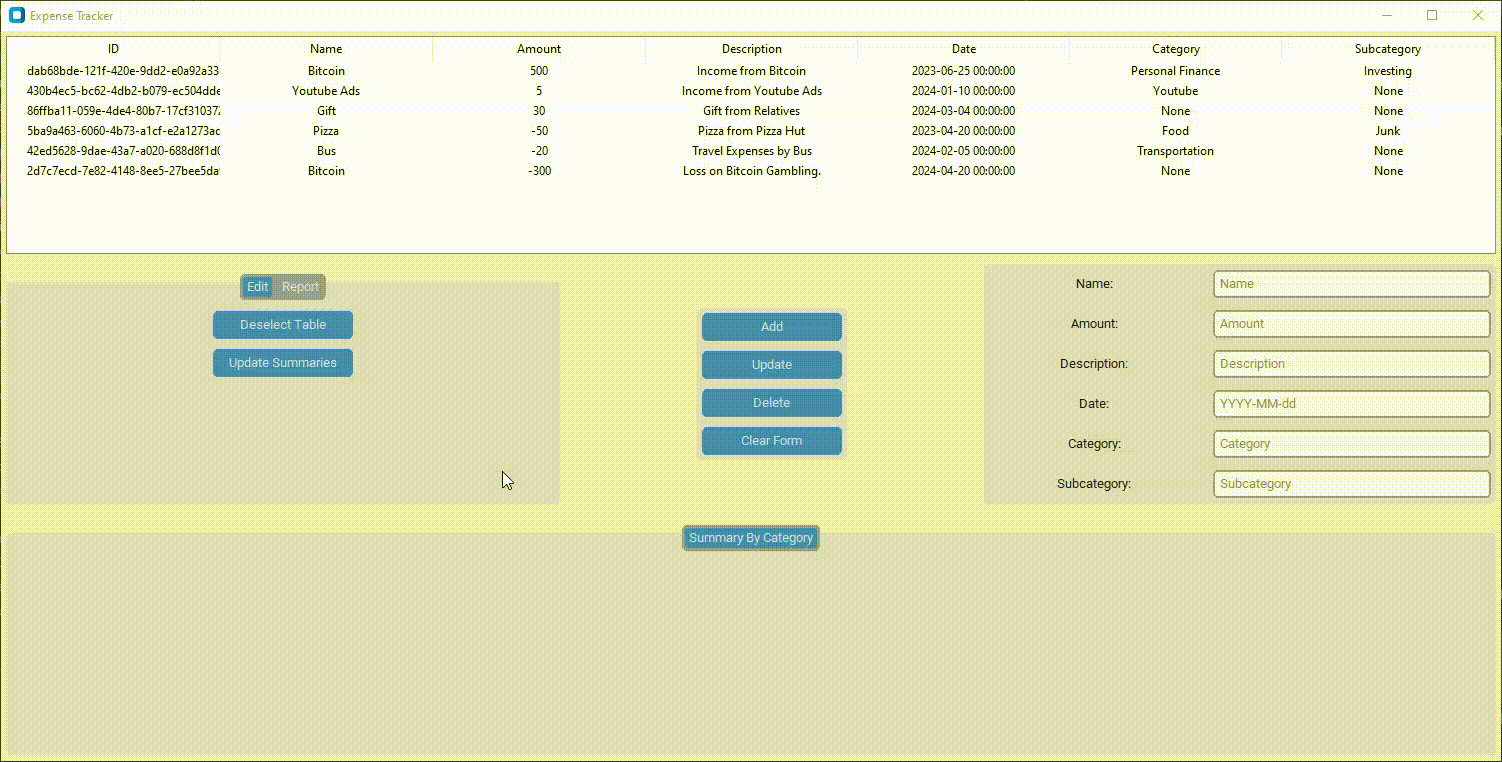 Expense Tracker
ID Name Amount Description Date Category Subcategory
dab68bde-121f-420e-9dd2-e0a92a33 Bitcoin 500 Income from Bitcoin 2023-06-25 00:00:00 Personal Finance Investing
430b4ec5-bc62-4db2-b079-ec504dde Youtube Ads 5 Income from Youtube Ads 2024-01-10 00:00:00 Youtube None
86ffba11-059e-4de4-80b7-17cf31037 Gift 30 Gift from Relatives 2024-03-04 00:00:00 None None
5ba9a463-6060-4b73-a1cf-e2a1273ac Pizza -50 Pizza from Pizza Hut 2023-04-20 00:00:00 Food Junk
42ed5628-9dae-43a7-a020-688d8f1d0 Bus -20 Travel Expenses by Bus 2024-02-05 00:00:00 Transportation None
2d7c7ecd-7e82-4148-8ee5-27bee5da Bitcoin -300 Loss on Bitcoin Gambling. 2024-04-20 00:00:00 None None
Edit Report
Deselect Table
Update Summaries
Add
Update
Delete
Clear Form
Name: Name
Amount: Amount
Description: Description
Date: YYYY-MM-dd
Category: Category
Subcategory: Subcategory
Summary By Category